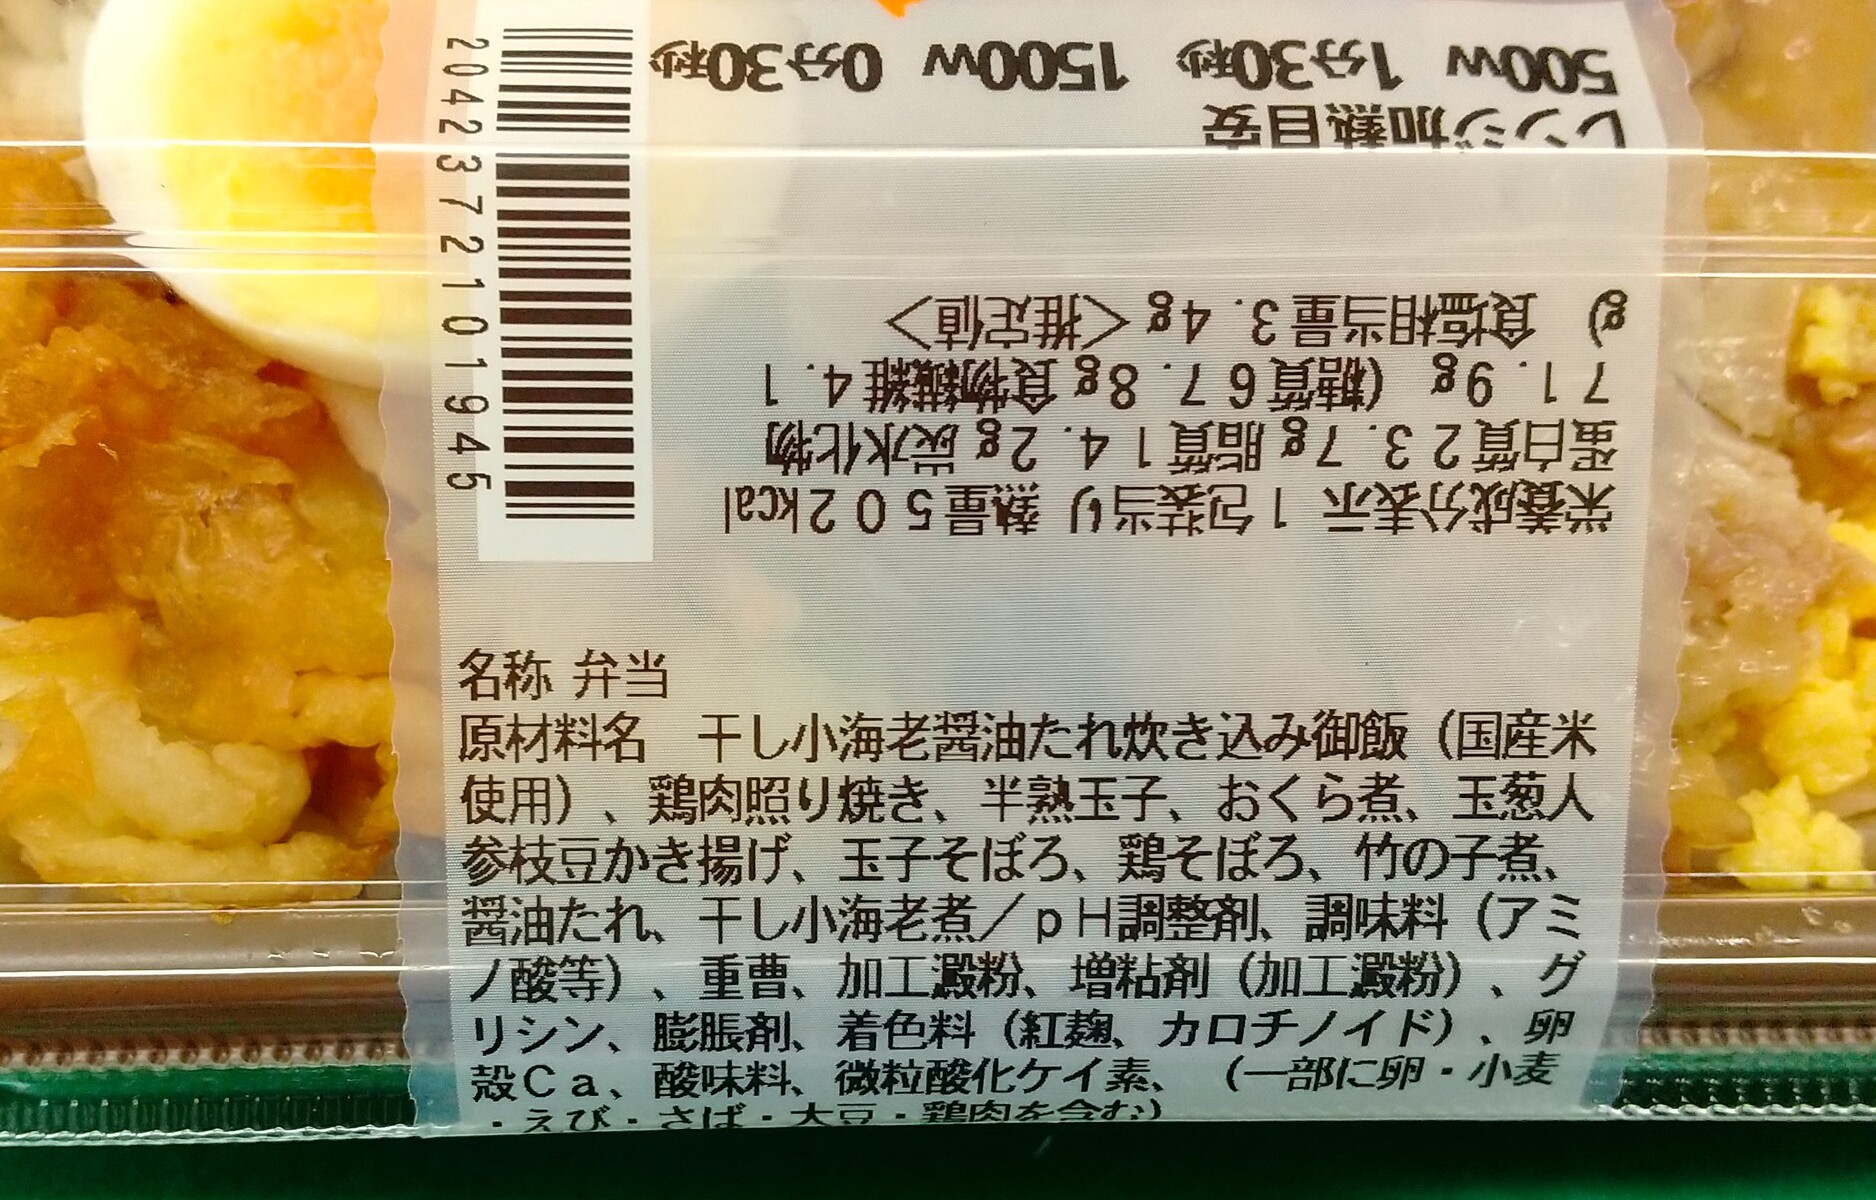 レンジ加熱目安
500W 1分30秒 1500W 0分30秒
栄養成分表示 1包装当り 熱量502kcal
蛋白質23.7g 脂質14.2g 炭水化物
71.9g (糖質67.8g 食物繊維4.1
g) 食塩相当量3.4g <推定値>
2042372101945
名称 弁当
原材料名 干し小海老醤油たれ炊き込み御飯(国産米
使用)、鶏肉照り焼き、半熟玉子、おくら煮、玉葱人
参枝豆かき揚げ、玉子そぼろ、鶏そぼろ、竹の子煮、
醤油たれ、干し小海老煮/pH調整剤、調味料(アミ
ノ酸等)、重曹、加工澱粉、増粘剤(加工澱粉)、グ
リシン、膨脹剤、着色料(紅麹、カロチノイド)、卵
殻Ca、酸味料、微粒酸化ケイ素、(一部に卵・小麦
・えび・さば・大豆・鶏肉を含む)